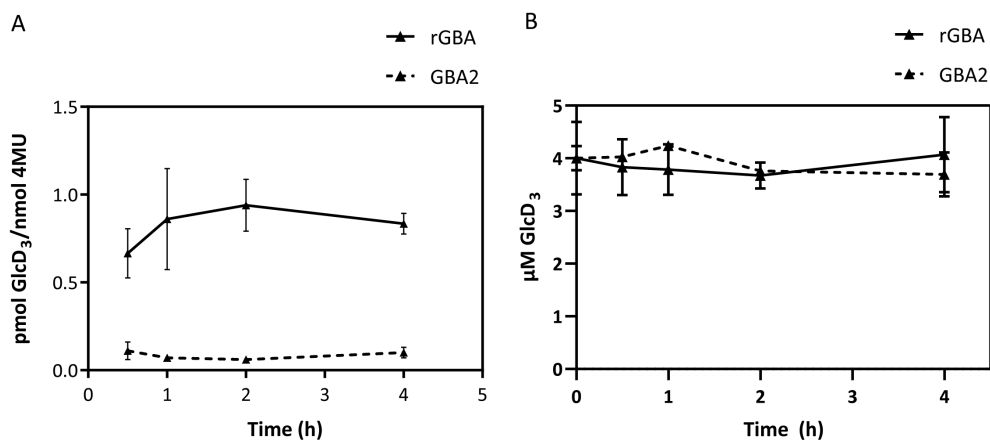 A
rGBA
GBA2
1.5
1.0
0.5
0.0
0 1 2 3 4 5
pmol GlcD₃/nmol 4MU
Time (h)
B
rGBA
GBA2
5
4
3
2
1
0
0 1 2 3 4
μM GlcD₃
Time (h)